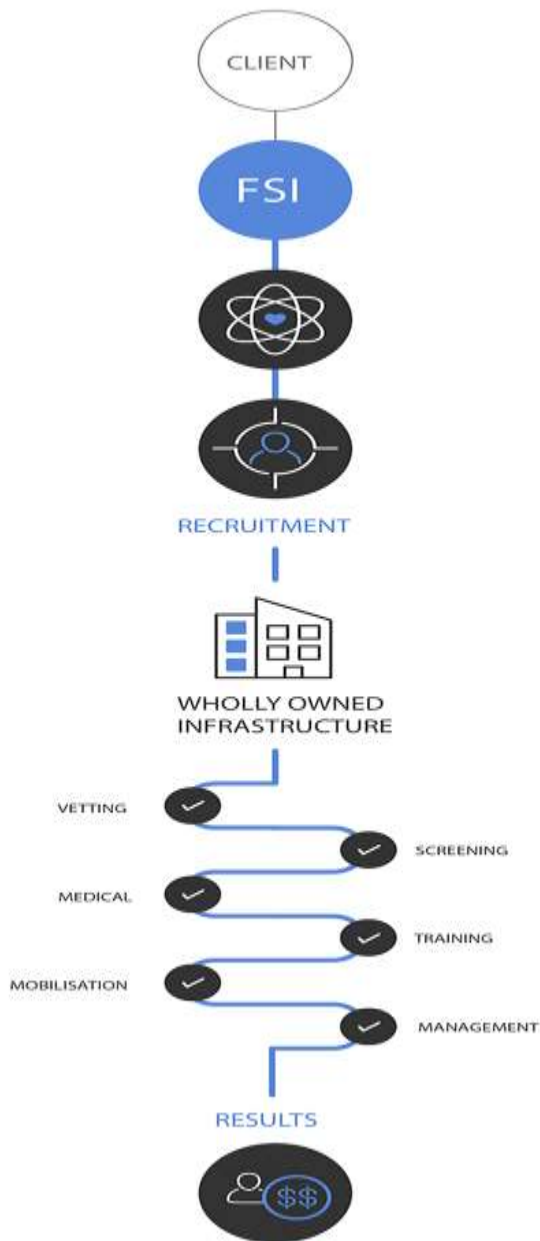 CLIENT
FSI
RECRUITMENT
WHOLLY OWNED
INFRASTRUCTURE
VETTING
SCREENING
MEDICAL
TRAINING
MOBILISATION
MANAGEMENT
RESULTS
$$